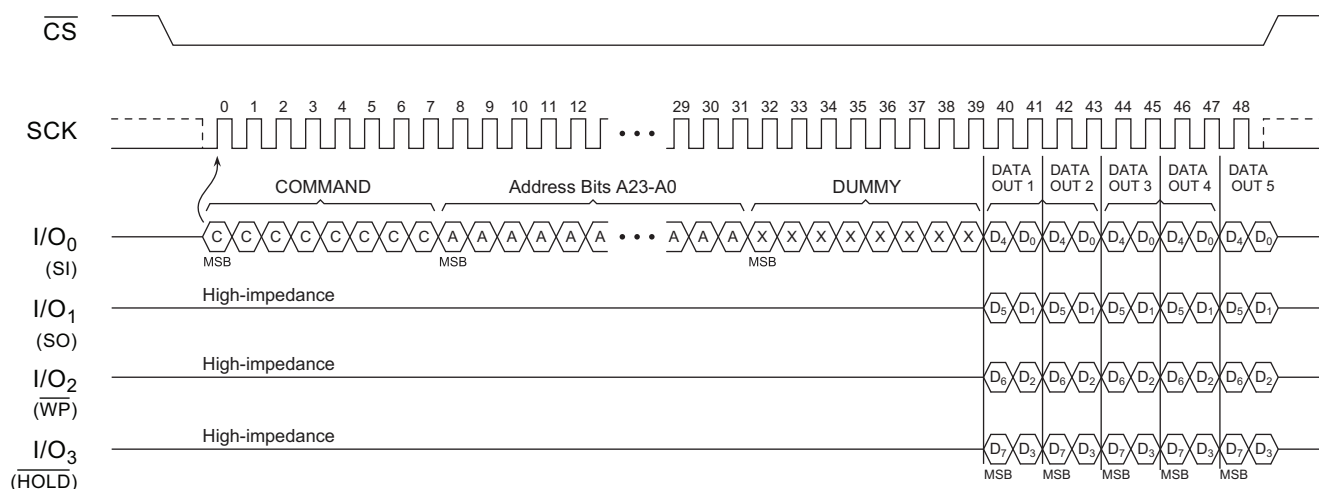 CS
SCK
0 1 2 3 4 5 6 7 8 9 10 11 12 • • • 29 30 31 32 33 34 35 36 37 38 39 40 41 42 43 44 45 46 47 48
COMMAND
Address Bits A23-A0
DUMMY
DATA OUT 1
DATA OUT 2
DATA OUT 3
DATA OUT 4
DATA OUT 5
I/O0
(SI)
C C C C C C C C A A A A A A • • • A A A X X X X X X X X D4 D0 D4 D0 D4 D0 D4 D0 D4 D0
MSB MSB MSB
I/O1
(SO)
High-impedance
D5 D1 D5 D1 D5 D1 D5 D1 D5 D1
I/O2
(WP)
High-impedance
D6 D2 D6 D2 D6 D2 D6 D2 D6 D2
I/O3
(HOLD)
High-impedance
D7 D3 D7 D3 D7 D3 D7 D3 D7 D3
MSB MSB MSB MSB MSB